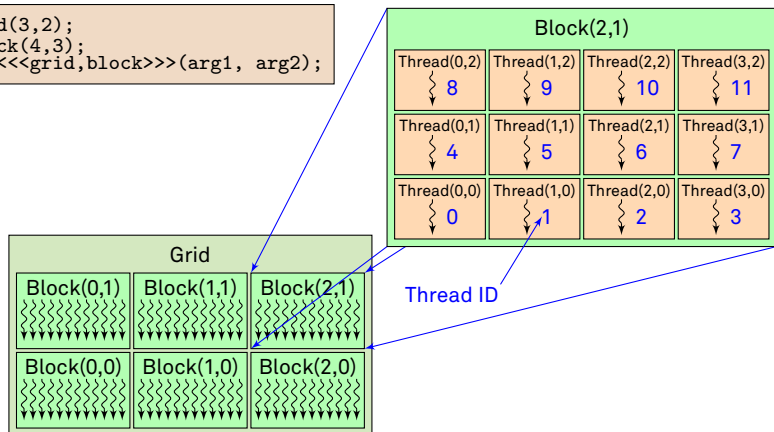 d(3,2);
ck(4,3);
<<<grid,block>>>(arg1, arg2);
Block(2,1)
Thread(0,2) Thread(1,2) Thread(2,2) Thread(3,2)
8 9 10 11
Thread(0,1) Thread(1,1) Thread(2,1) Thread(3,1)
4 5 6 7
Thread(0,0) Thread(1,0) Thread(2,0) Thread(3,0)
0 1 2 3
Thread ID
Grid
Block(0,1) Block(1,1) Block(2,1)
Block(0,0) Block(1,0) Block(2,0)